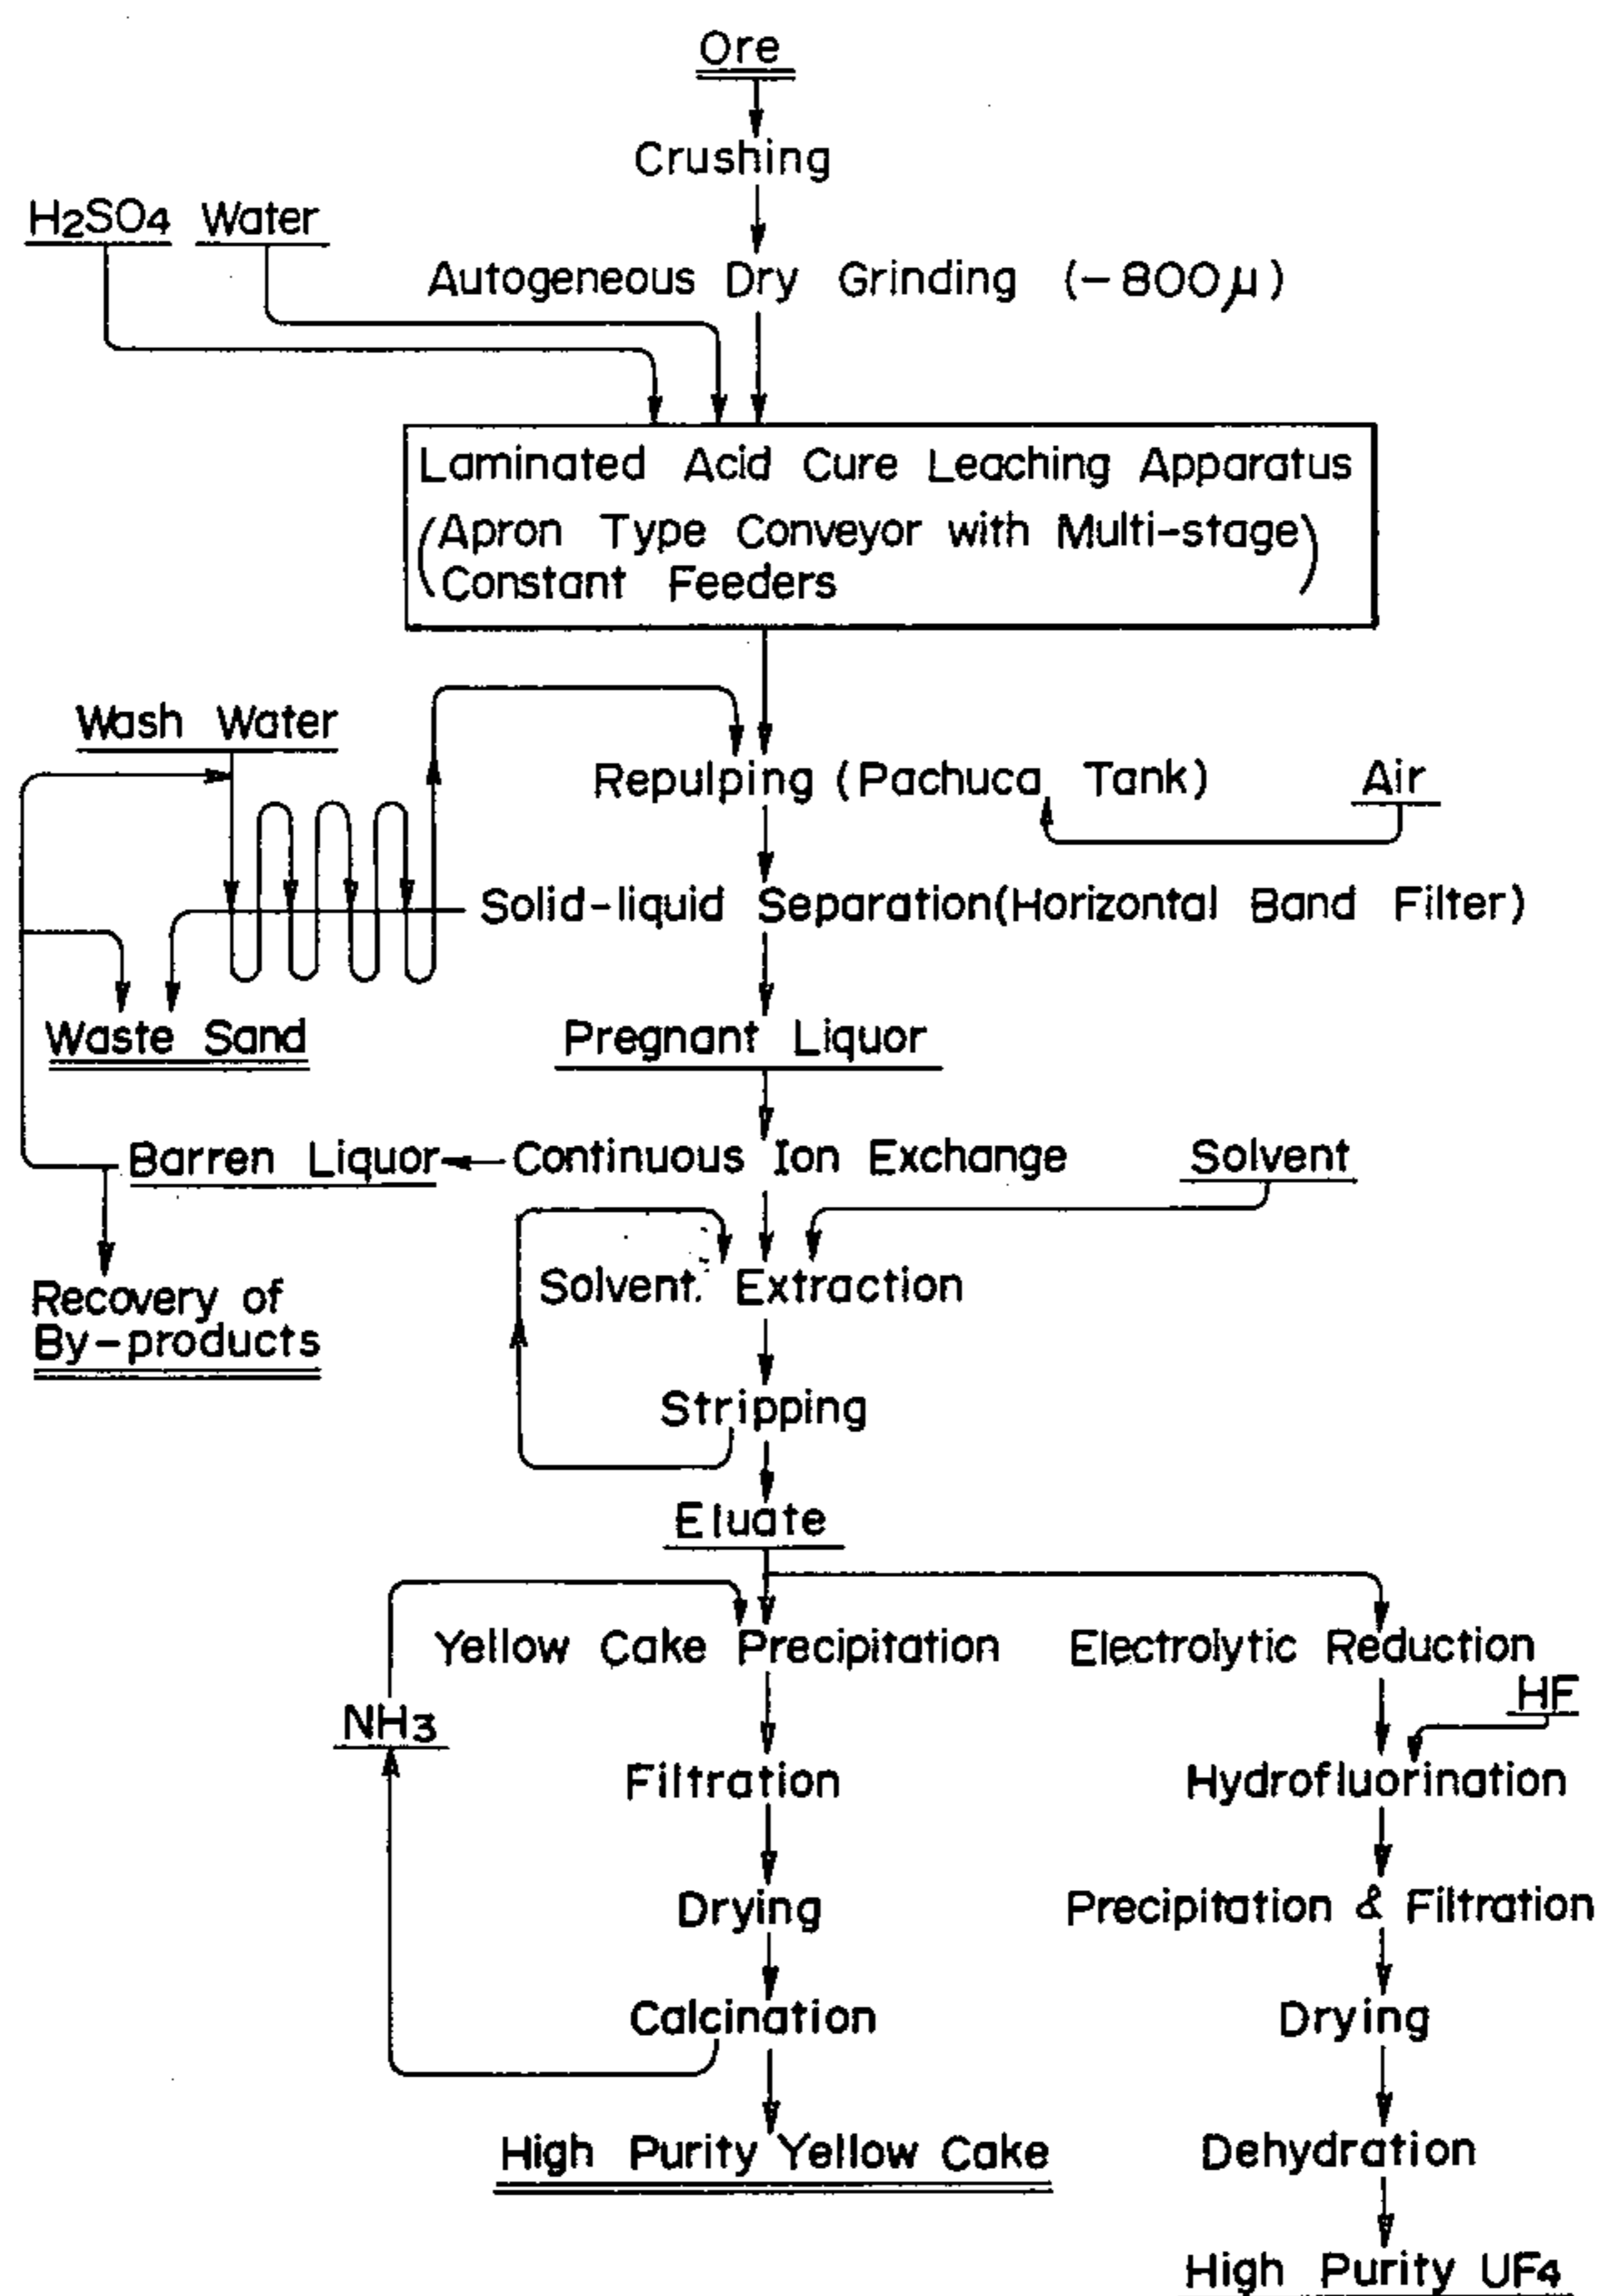 Ore
Crushing
H2SO4 Water
Autogeneous Dry Grinding (-800μ)
Laminated Acid Cure Leaching Apparatus
(Apron Type Conveyor with Multi-stage
Constant Feeders)
Wash Water
Repulping (Pachuca Tank) Air
Solid-liquid Separation(Horizontal Band Filter)
Waste Sand
Pregnant Liquor
Barren Liquor Continuous Ion Exchange Solvent
Solvent Extraction
Recovery of
By-products
Stripping
Eluate
Yellow Cake Precipitation Electrolytic Reduction
HF
NH3
Filtration Hydrofluorination
Drying Precipitation & Filtration
Calcination Drying
High Purity Yellow Cake Dehydration
High Purity UF4